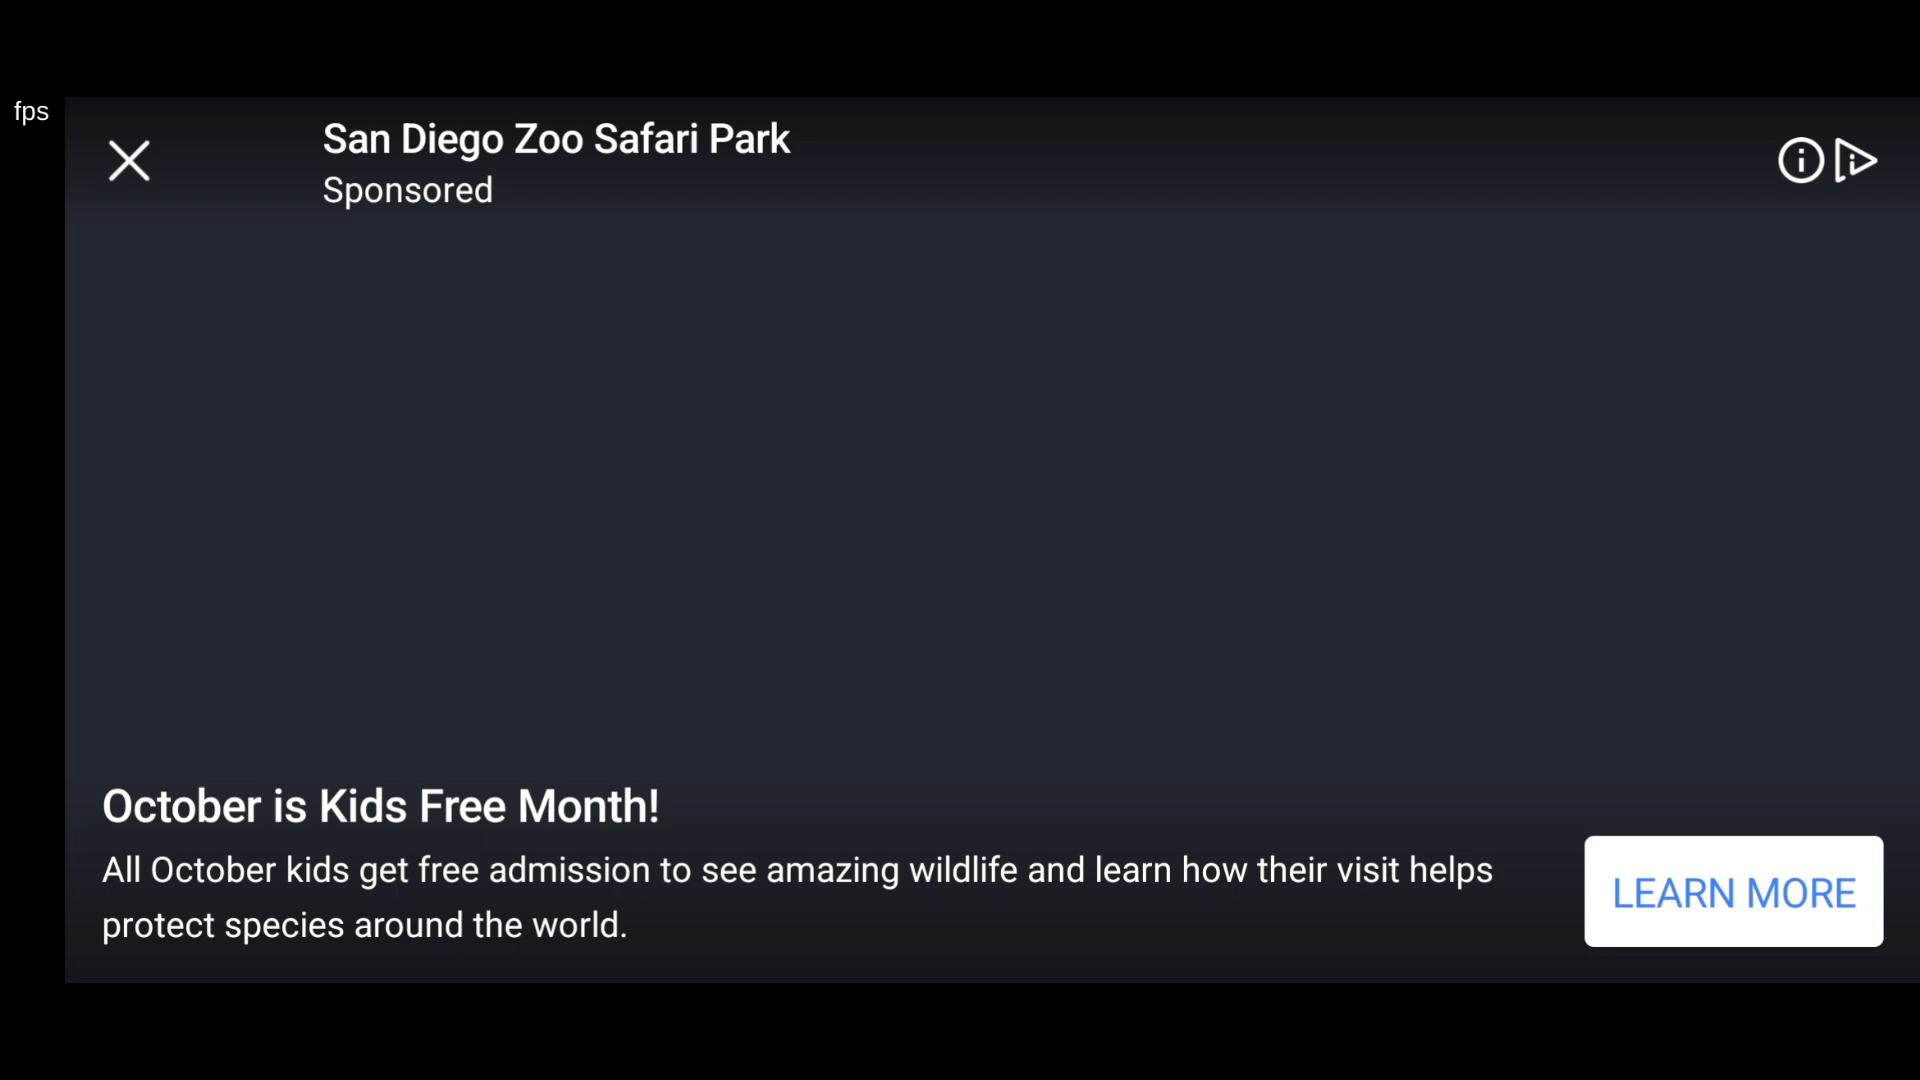 fps
San Diego Zoo Safari Park
Sponsored
October is Kids Free Month!
All October kids get free admission to see amazing wildlife and learn how their visit helps
protect species around the world.
LEARN MORE